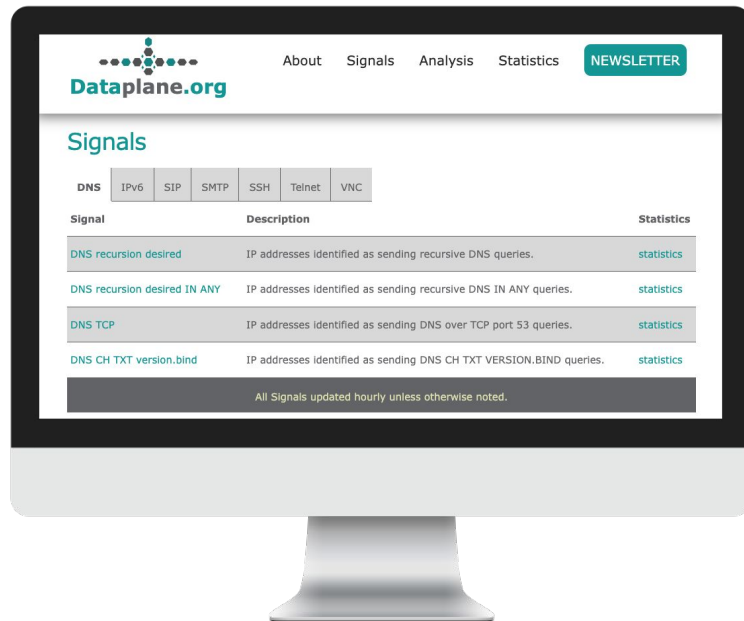 About Signals Analysis Statistics NEWSLETTER
Dataplane.org
Signals
DNS IPv6 SIP SMTP SSH Telnet VNC
Signal Description Statistics
DNS recursion desired IP addresses identified as sending recursive DNS queries. statistics
DNS recursion desired IN ANY IP addresses identified as sending recursive DNS IN ANY queries. statistics
DNS TCP IP addresses identified as sending DNS over TCP port 53 queries. statistics
DNS CH TXT version.bind IP addresses identified as sending DNS CH TXT VERSION.BIND queries. statistics
All Signals updated hourly unless otherwise noted.